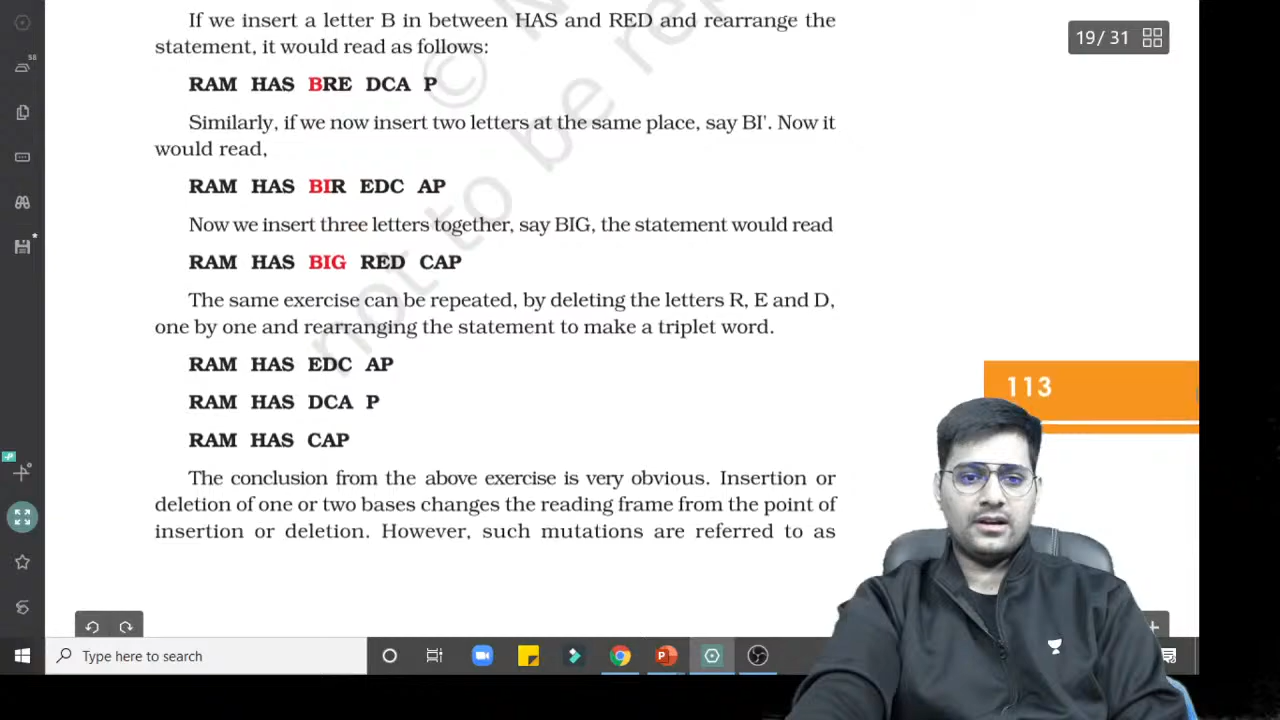 If we insert a letter B in between HAS and RED and rearrange the
statement, it would read as follows:
RAM HAS BRE DCA P
Similarly, if we now insert two letters at the same place, say BI'. Now it
would read,
RAM HAS BIR EDC AP
Now we insert three letters together, say BIG, the statement would read
RAM HAS BIG RED CAP
The same exercise can be repeated, by deleting the letters R, E and D,
one by one and rearranging the statement to make a triplet word.
RAM HAS EDC AP
RAM HAS DCA P
RAM HAS CAP
The conclusion from the above exercise is very obvious. Insertion or
deletion of one or two bases changes the reading frame from the point of
insertion or deletion. However, such mutations are referred to as
© N
not to be rep
19/ 31
113
58
Type here to search